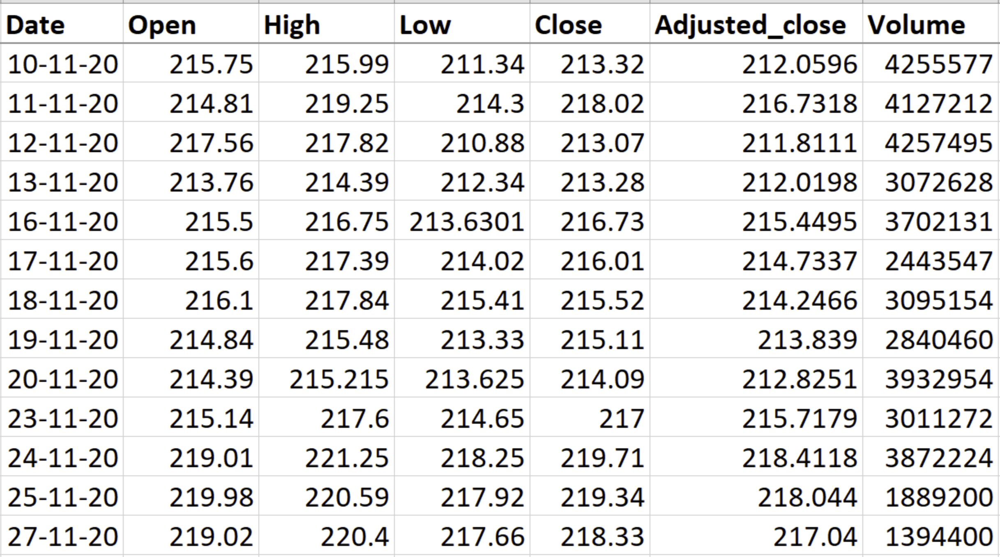 Date Open High Low Close Adjusted_close Volume
10-11-20 215.75 215.99 211.34 213.32 212.0596 4255577
11-11-20 214.81 219.25 214.3 218.02 216.7318 4127212
12-11-20 217.56 217.82 210.88 213.07 211.8111 4257495
13-11-20 213.76 214.39 212.34 213.28 212.0198 3072628
16-11-20 215.5 216.75 213.6301 216.73 215.4495 3702131
17-11-20 215.6 217.39 214.02 216.01 214.7337 2443547
18-11-20 216.1 217.84 215.41 215.52 214.2466 3095154
19-11-20 214.84 215.48 213.33 215.11 213.839 2840460
20-11-20 214.39 215.215 213.625 214.09 212.8251 3932954
23-11-20 215.14 217.6 214.65 217 215.7179 3011272
24-11-20 219.01 221.25 218.25 219.71 218.4118 3872224
25-11-20 219.98 220.59 217.92 219.34 218.044 1889200
27-11-20 219.02 220.4 217.66 218.33 217.04 1394400